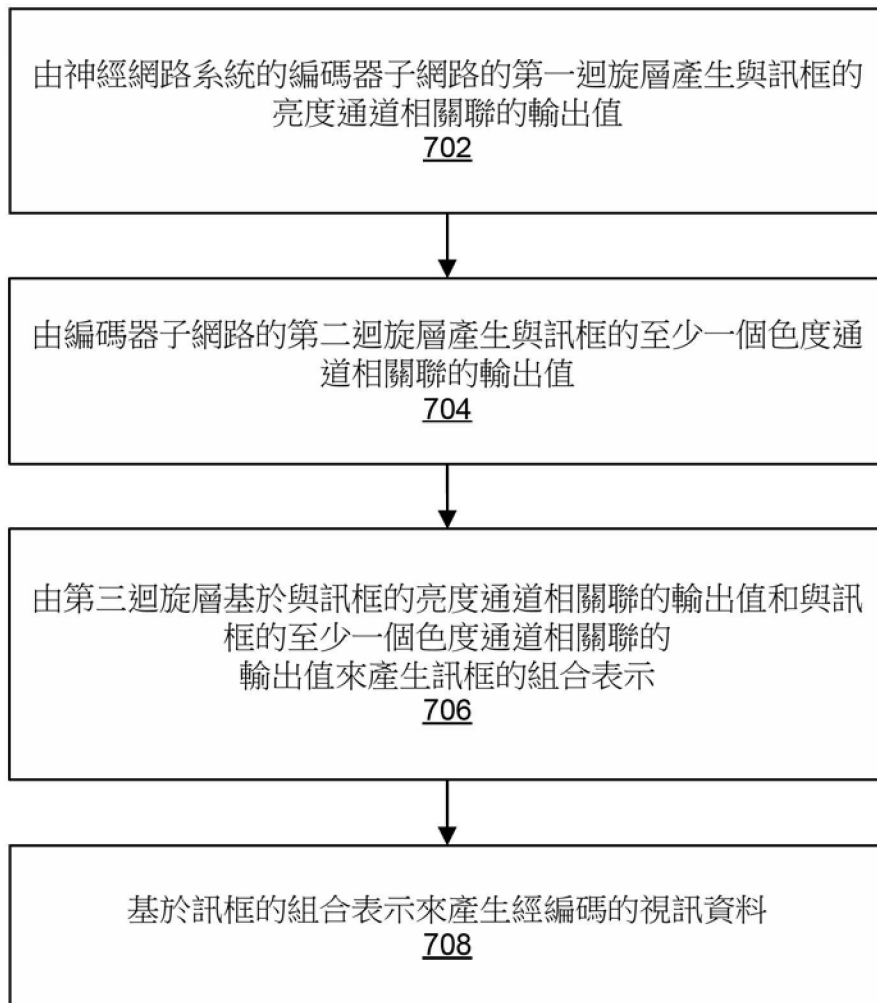 由神經網路系統的編碼器子網路的第一迴旋層產生與訊框的
亮度通道相關聯的輸出值
702
由編碼器子網路的第二迴旋層產生與訊框的至少一個色度通
道相關聯的輸出值
704
由第三迴旋層基於與訊框的亮度通道相關聯的輸出值和與訊
框的至少一個色度通道相關聯的
輸出值來產生訊框的組合表示
706
基於訊框的組合表示來產生經編碼的視訊資料
708